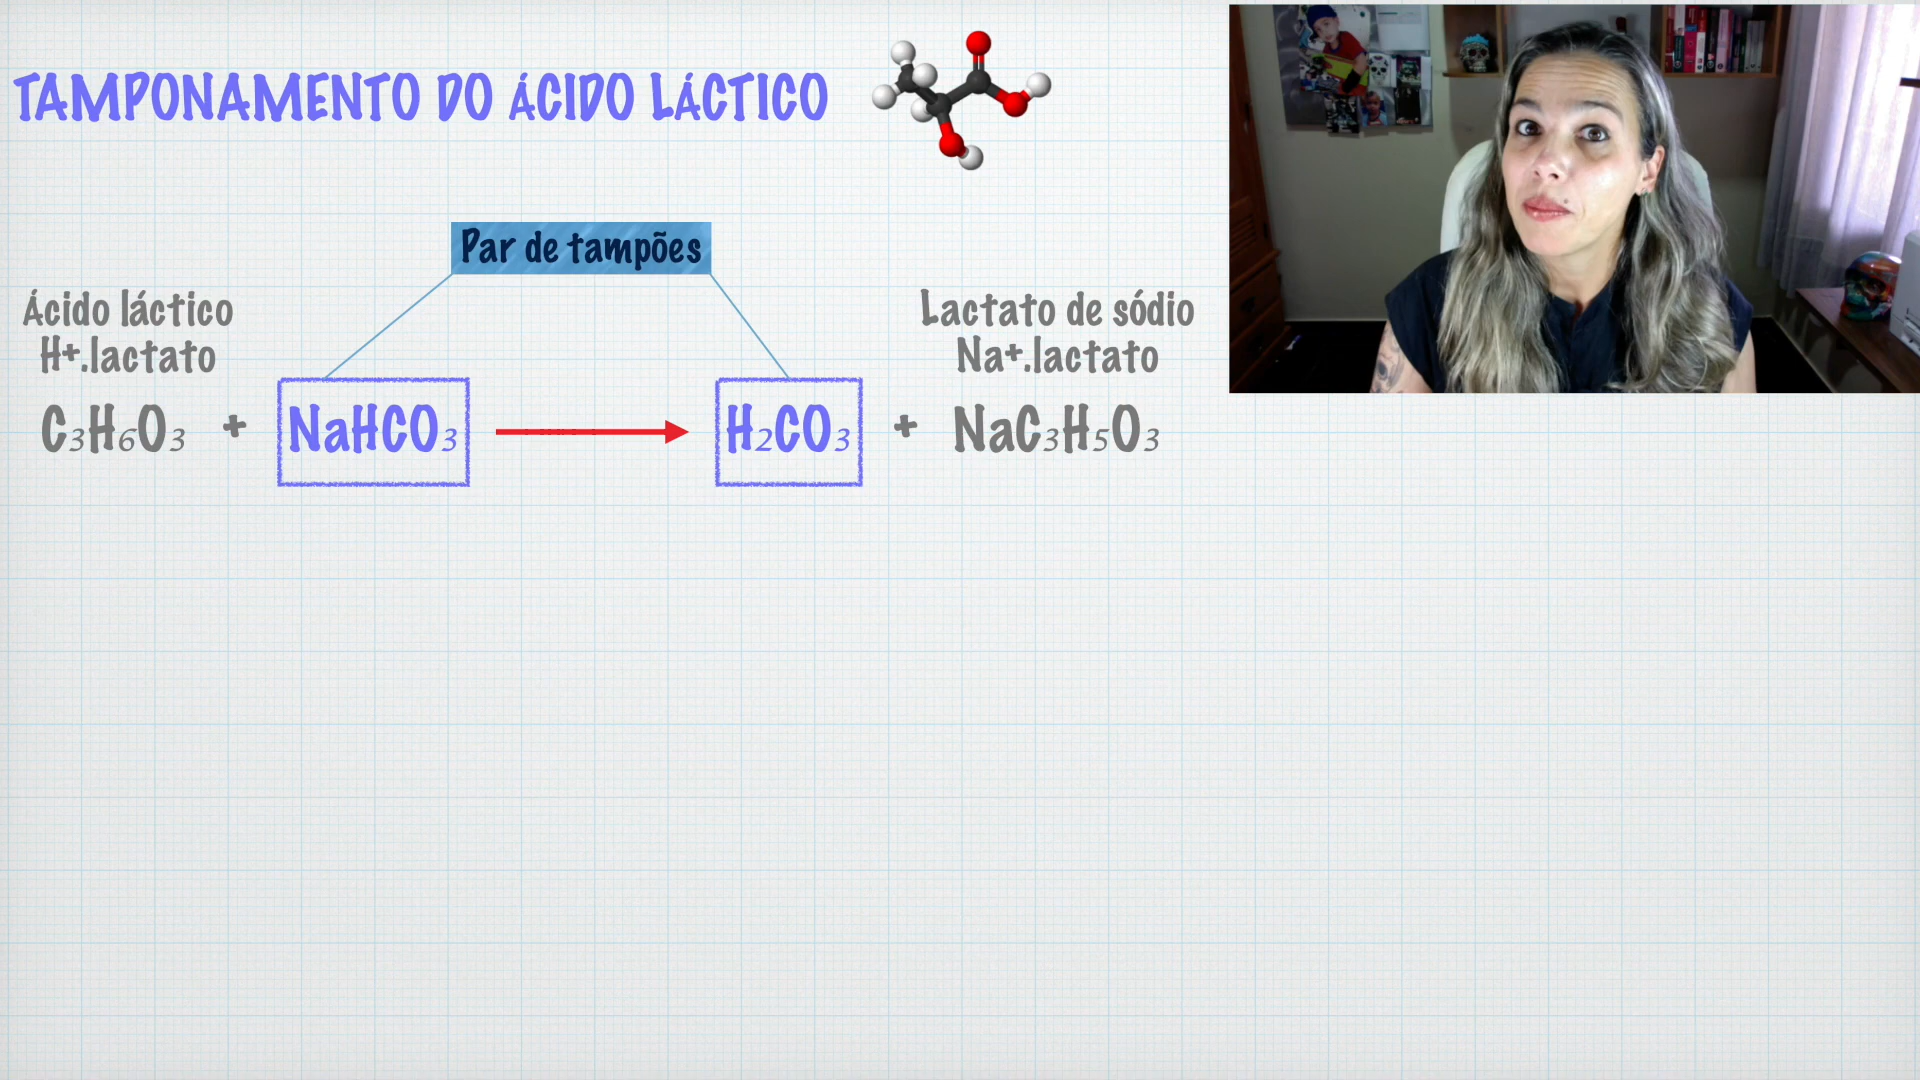 TAMPONAMENTO DO ÁCIDO LÁCTICO
Par de tampões
Ácido láctico
H+.lactato
Lactato de sódio
Na+.lactato
C₃H₆O₃ + NaHCO₃ → H₂CO₃ + NaC₃H₅O₃